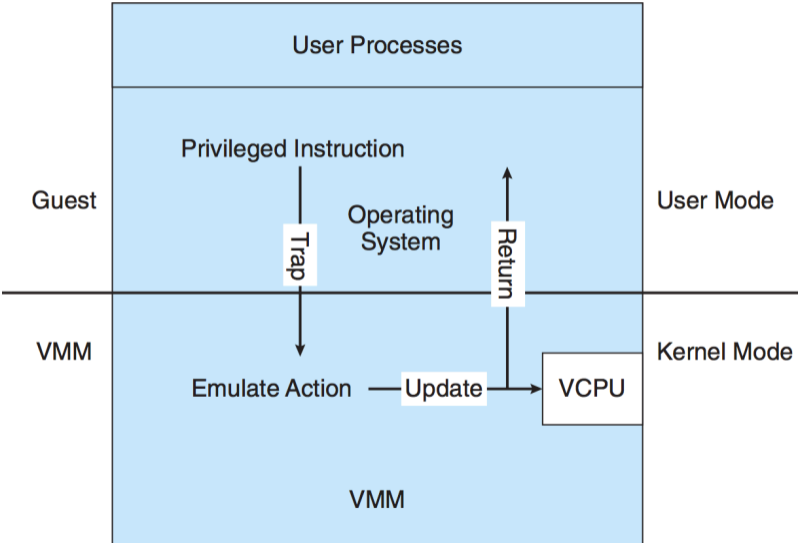 User Processes
Privileged Instruction
Guest
User Mode
Operating
System
Trap
Return
VMM
Kernel Mode
Emulate Action
Update
VCPU
VMM